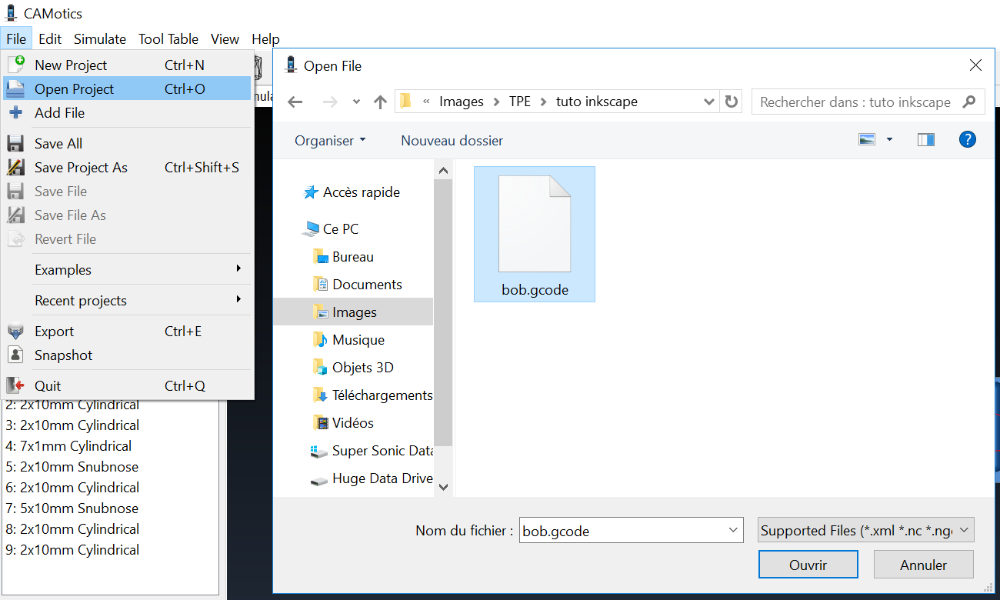 CAMotics
File Edit Simulate Tool Table View Help
New Project Ctrl+N
Open Project Ctrl+O
Add File
Save All
Save Project As Ctrl+Shift+S
Save File
Save File As
Revert File
Examples
Recent projects
Export Ctrl+E
Snapshot
Quit Ctrl+Q
2: 2x10mm Cylindrical
3: 2x10mm Cylindrical
4: 7x1mm Cylindrical
5: 2x10mm Snubnose
6: 2x10mm Cylindrical
7: 5x10mm Snubnose
8: 2x10mm Cylindrical
9: 2x10mm Cylindrical
Open File
« Images > TPE > tuto inkscape
Rechercher dans : tuto inkscape
Organiser
Nouveau dossier
?
Accès rapide
Ce PC
Bureau
Documents
Images
Musique
Objets 3D
Téléchargements
Vidéos
Super Sonic Data
Huge Data Drive
bob.gcode
Nom du fichier : bob.gcode
Supported Files (*.xml *.nc *.ng
Ouvrir
Annuler